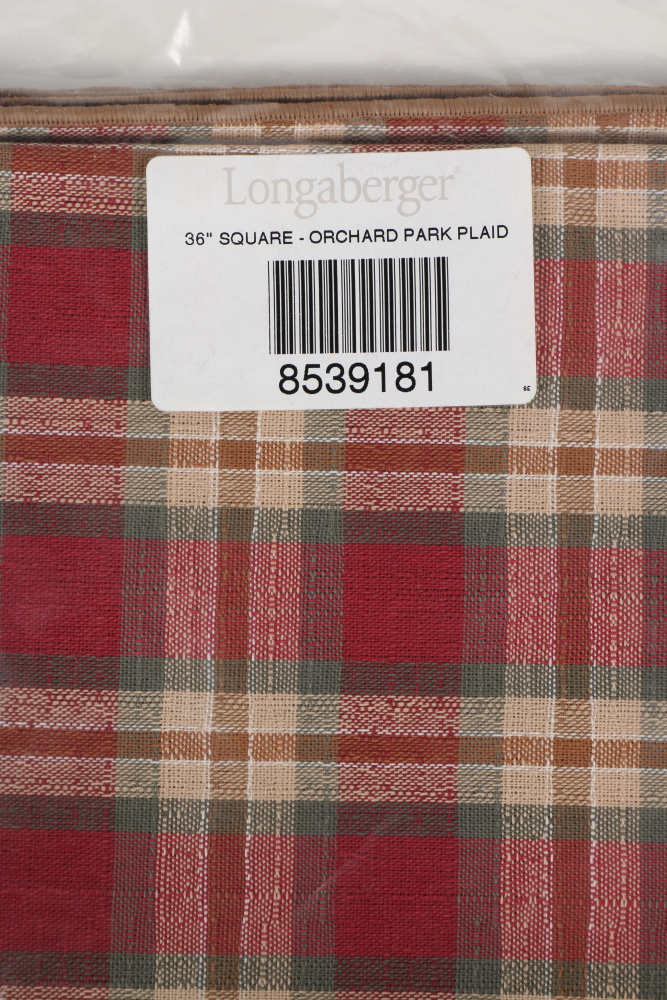 Longaberger®
36" SQUARE - ORCHARD PARK PLAID
8539181